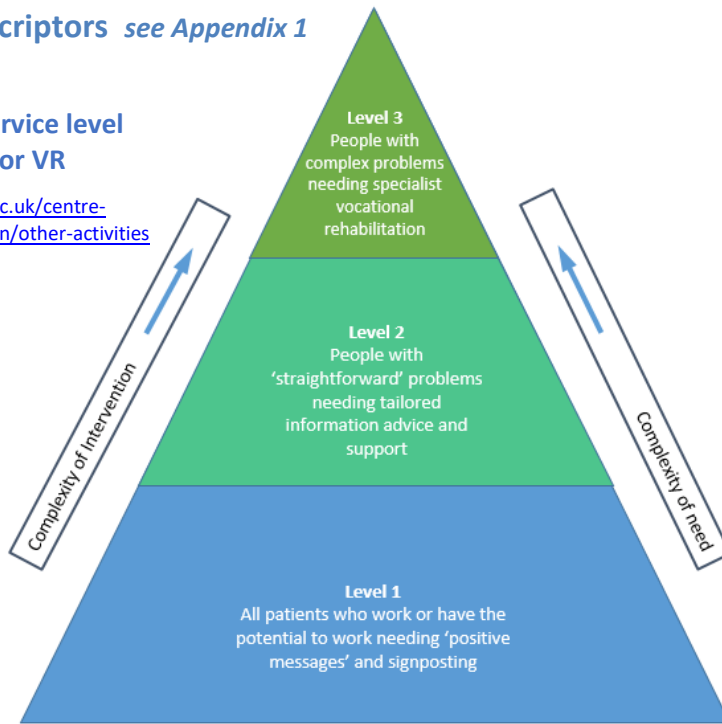 criptors see Appendix 1
rvice level
or VR
c.uk/centre-
n/other-activities
Level 3
People with
complex problems
needing specialist
vocational
rehabilitation
Complexity of Intervention
Complexity of need
Level 2
People with
‘straightforward’ problems
needing tailored
information advice and
support
Level 1
All patients who work or have the
potential to work needing ‘positive
messages’ and signposting